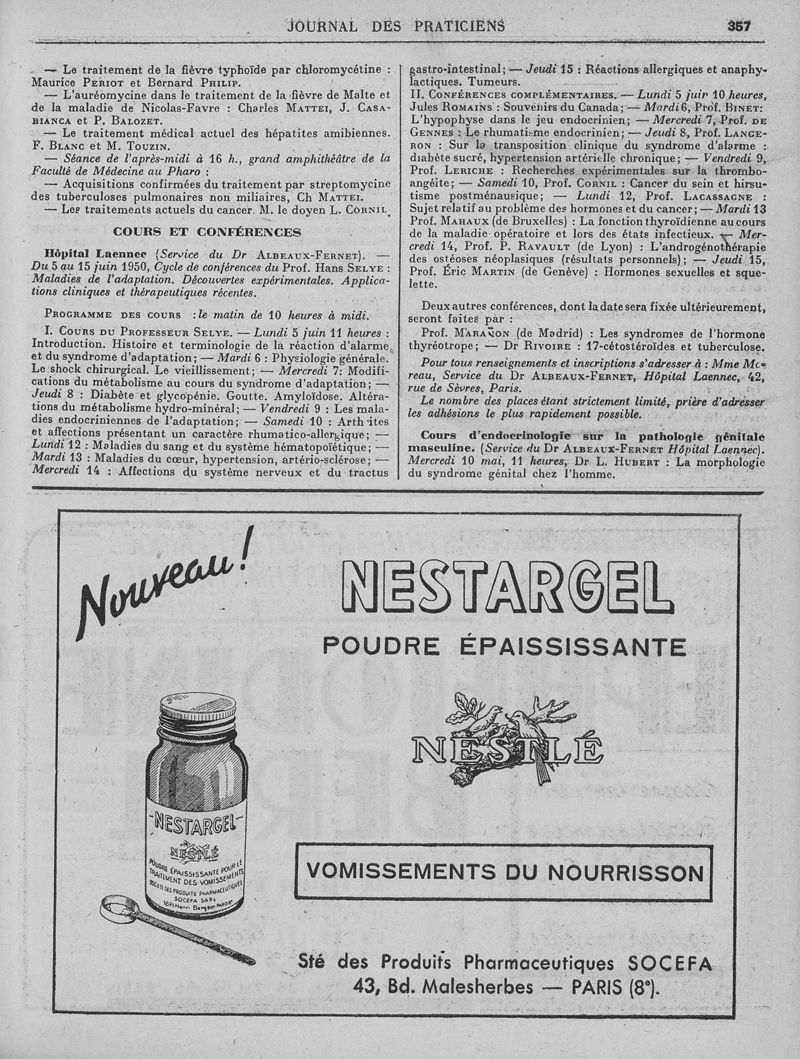 JOURNAL DES PRATICIENS 357
— Le traitement de la fièvre typhoïde par chloromycétine :
Maurice PERIOT et Bernard PHILIP.
— L'auréomycine dans le traitement de la fièvre de Malte et
de la maladie de Nicolas-Favre : Charles MATTEI, J. CASA-
BIANCA et P. BALOZET.
— Le traitement médical actuel des hépatites amibiennes.
F. BLANC et M. TOUZIN.
— Séance de l'après-midi à 16 h., grand amphithéâtre de la
Faculté de Médecine au Pharo :
— Acquisitions confirmées du traitement par streptomycine
des tuberculoses pulmonaires non miliaires, Ch MATTEI.
— Les traitements actuels du cancer. M. le doyen L. CORNIL
COURS ET CONFÉRENCES
Hôpital Laennec (Service du Dr ALBEAUX-FERNET). —
Du 5 au 15 juin 1950, Cycle de conférences du Prof. Hans SELYE :
Maladies de l'adaptation. Découvertes expérimentales. Applica-
tions cliniques et thérapeutiques récentes.
PROGRAMME DES COURS : le matin de 10 heures à midi.
I. COURS DU PROFESSEUR SELYE. — Lundi 5 juin 11 heures :
Introduction. Histoire et terminologie de la réaction d'alarme
et du syndrome d'adaptation; — Mardi 6 : Physiologie générale.
Le shock chirurgical. Le vieillissement; — Mercredi 7: Modifi-
cations du métabolisme au cours du syndrome d'adaptation; —
Jeudi 8 : Diabète et glycopénie. Goutte. Amyloïdose. Altéra-
tions du métabolisme hydro-minéral; — Vendredi 9 : Les mala-
dies endocriniennes de l'adaptation; — Samedi 10 : Arthrites
et affections présentant un caractère rhumatico-allergique; —
Lundi 12 : Maladies du sang et du système hématopoïétique; —
Mardi 13 : Maladies du cœur, hypertension, artério-sclérose; —
Mercredi 14 : Affections du système nerveux et du tractus
gastro-intestinal; — Jeudi 15 : Réactions allergiques et anaphy-
lactiques. Tumeurs.
II. CONFÉRENCES COMPLÉMENTAIRES. — Lundi 5 juin 10 heures,
Jules ROMAINS : Souvenirs du Canada; — Mardi 6, Prof. BINET:
L'hypophyse dans le jeu endocrinien; — Mercredi 7, Prof. DE
GENNES : Le rhumatisme endocrinien; — Jeudi 8, Prof. LANGE-
RON : Sur la transposition clinique du syndrome d'alarme :
diabète sucré, hypertension artérielle chronique; — Vendredi 9,
Prof. LERICHE : Recherches expérimentales sur la thrombo-
angéite; — Samedi 10, Prof. CORNIL : Cancer du sein et hirsu-
tisme postménausique; — Lundi 12, Prof. LACASSAGNE :
Sujet relatif au problème des hormones et du cancer; — Mardi 13
Prof. MAHAUX (de Bruxelles) : La fonction thyroïdienne au cours
de la maladie opératoire et lors des états infectieux. — Mer-
credi 14, Prof. P. RAVAULT (de Lyon) : L'androgénothérapie
des ostéoses néoplasiques (résultats personnels); — Jeudi 15,
Prof. Éric MARTIN (de Genève) : Hormones sexuelles et sque-
lette.
Deux autres conférences, dont la date sera fixée ultérieurement,
seront faites par :
Prof. MARAÑON (de Madrid) : Les syndromes de l'hormone
thyréotrope; — Dr RIVOIRE : 17-cétostéroïdes et tuberculose.
Pour tous renseignements et inscriptions s'adresser à : Mme Mo-
reau, Service du Dr ALBEAUX-FERNET, Hôpital Laennec, 42,
rue de Sèvres, Paris.
Le nombre des places étant strictement limité, prière d'adresser
les adhésions le plus rapidement possible.
Cours d'endocrinologie sur la pathologie génitale
masculine. (Service du Dr ALBEAUX-FERNET Hôpital Laennec).
Mercredi 10 mai, 11 heures, Dr L. HUBERT : La morphologie
du syndrome génital chez l'homme.
Nouveau !
NESTARGEL
POUDRE ÉPAISSISSANTE
NESTLÉ
NESTARGEL
NESTLÉ
POUDRE ÉPAISSISSANTE POUR LE
TRAITEMENT DES VOMISSEMENTS
SOCIÉTÉ DES PRODUITS PHARMACEUTIQUES
SOCEFA SARL
VOMISSEMENTS DU NOURRISSON
Sté des Produits Pharmaceutiques SOCEFA
43, Bd. Malesherbes — PARIS (8e).